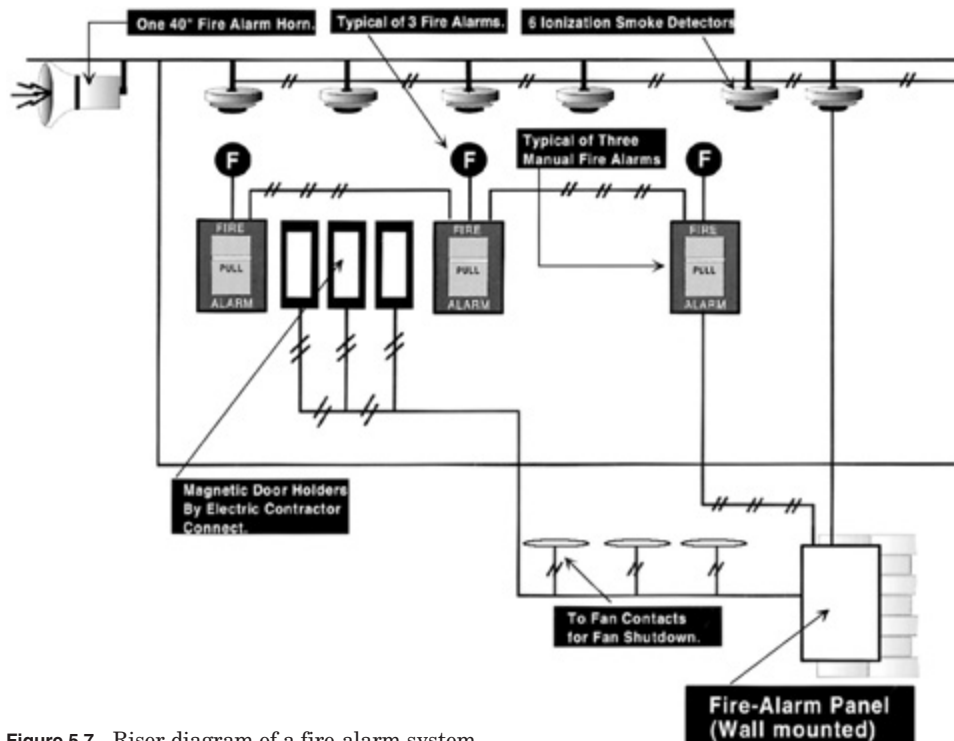 One 40° Fire Alarm Horn.
Typical of 3 Fire Alarms.
6 Ionization Smoke Detectors
Typical of Three
Manual Fire Alarms
F
F
F
FIRE
PULL
ALARM
FIRE
PULL
ALARM
FIRE
PULL
ALARM
Magnetic Door Holders
By Electric Contractor
Connect.
To Fan Contacts
for Fan Shutdown.
Fire-Alarm Panel
(Wall mounted)
Figure 5.7 Riser diagram of a fire-alarm system